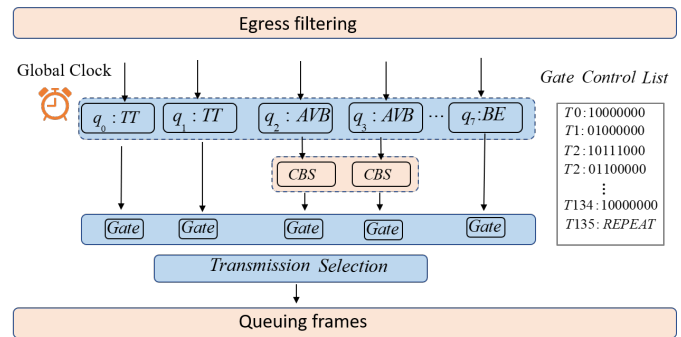 Egress filtering
Global Clock
Gate Control List
q0 : TT
q1 : TT
q2 : AVB
q3 : AVB
...
q7:BE
T0:10000000
T1:01000000
T2:10111000
T2:01100000
⋮
T134:10000000
T135:REPEAT
CBS
CBS
Gate
Gate
Gate
Gate
Gate
Transmission Selection
Queuing frames